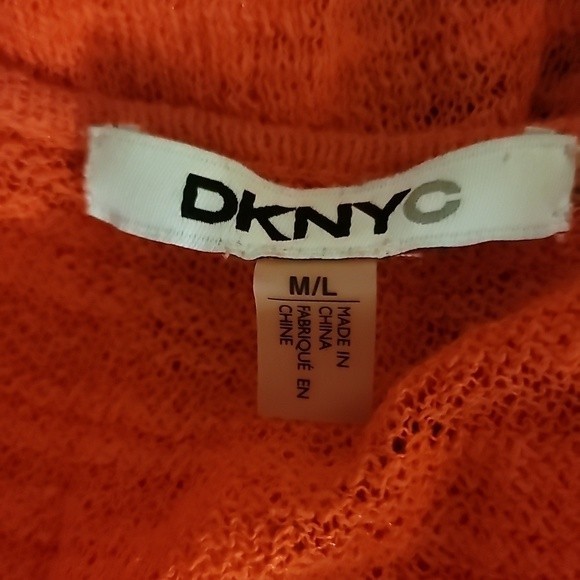 DKNYC
M/L
MADE IN
CHINA
FABRIQUÉ EN
CHINE